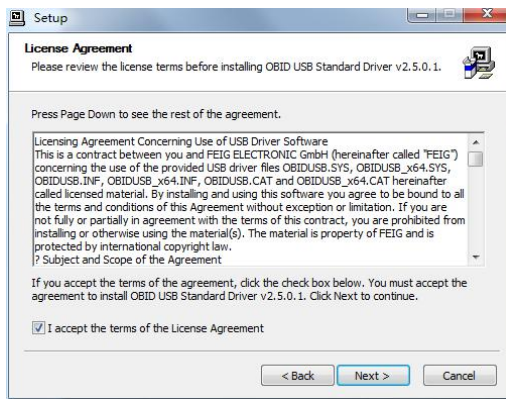 Setup
License Agreement
Please review the license terms before installing OBID USB Standard Driver v2.5.0.1.
Press Page Down to see the rest of the agreement.
Licensing Agreement Concerning Use of USB Driver Software
This is a contract between you and FEIG ELECTRONIC GmbH (hereinafter called "FEIG")
concerning the use of the provided USB driver files OBIDUSB.SYS, OBIDUSB_x64.SYS,
OBIDUSB.INF, OBIDUSB_x64.INF, OBIDUSB.CAT and OBIDUSB_x64.CAT hereinafter
called licensed material. By installing and using this software you agree to be bound to all
the terms and conditions of this Agreement without exception or limitation. If you are
not fully or partially in agreement with the terms of this contract, you are prohibited from
installing or otherwise using the material(s). The material is property of FEIG and is
protected by international copyright law.
? Subject and Scope of the Agreement
If you accept the terms of the agreement, click the check box below. You must accept the
agreement to install OBID USB Standard Driver v2.5.0.1. Click Next to continue.
I accept the terms of the License Agreement
< Back Next > Cancel